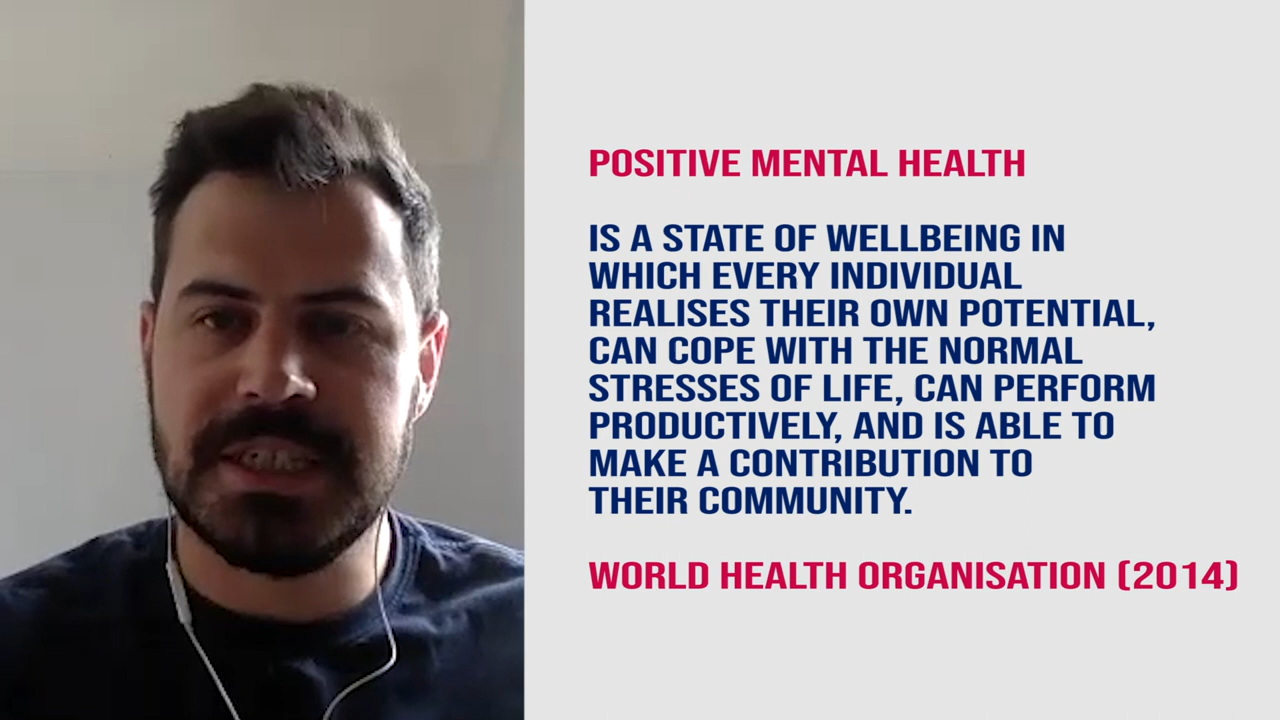 POSITIVE MENTAL HEALTH
IS A STATE OF WELLBEING IN
WHICH EVERY INDIVIDUAL
REALISES THEIR OWN POTENTIAL,
CAN COPE WITH THE NORMAL
STRESSES OF LIFE, CAN PERFORM
PRODUCTIVELY, AND IS ABLE TO
MAKE A CONTRIBUTION TO
THEIR COMMUNITY.
WORLD HEALTH ORGANISATION (2014)